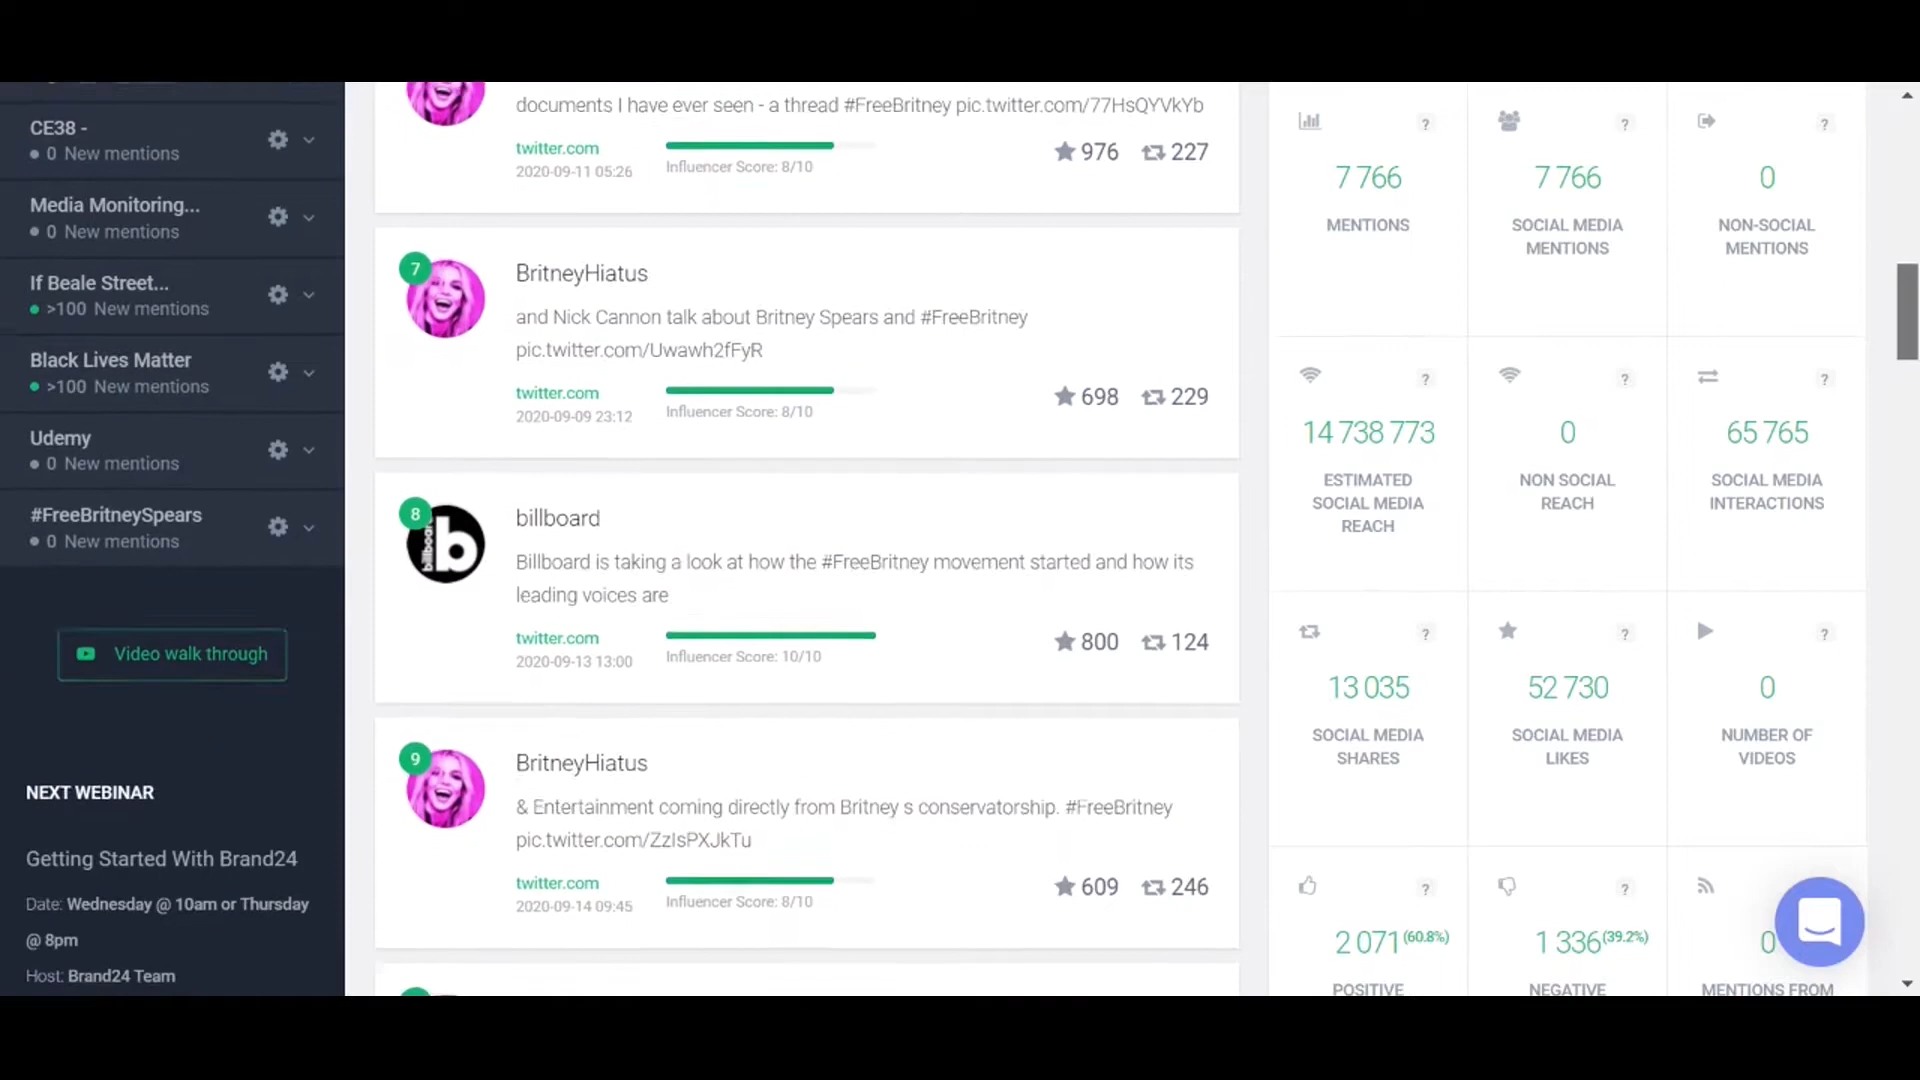 CE38 -
0 New mentions
Media Monitoring...
0 New mentions
If Beale Street...
>100 New mentions
Black Lives Matter
>100 New mentions
Udemy
0 New mentions
#FreeBritneySpears
0 New mentions
Video walk through
NEXT WEBINAR
Getting Started With Brand24
Date: Wednesday @ 10am or Thursday
@ 8pm
Host: Brand24 Team
documents I have ever seen - a thread #FreeBritney pic.twitter.com/77HsQYVkYb
twitter.com
2020-09-11 05:26
Influencer Score: 8/10
976 227
7
BritneyHiatus
and Nick Cannon talk about Britney Spears and #FreeBritney
pic.twitter.com/Uwawh2fFyR
twitter.com
2020-09-09 23:12
Influencer Score: 8/10
698 229
8
billboard
b
billboard
Billboard is taking a look at how the #FreeBritney movement started and how its
leading voices are
twitter.com
2020-09-13 13:00
Influencer Score: 10/10
800 124
9
BritneyHiatus
& Entertainment coming directly from Britney s conservatorship. #FreeBritney
pic.twitter.com/ZzIsPXJkTu
twitter.com
2020-09-14 09:45
Influencer Score: 8/10
609 246
? ? ?
7 766
MENTIONS
7 766
SOCIAL MEDIA
MENTIONS
0
NON-SOCIAL
MENTIONS
? ? ?
14 738 773
ESTIMATED
SOCIAL MEDIA
REACH
0
NON SOCIAL
REACH
65 765
SOCIAL MEDIA
INTERACTIONS
? ? ?
13 035
SOCIAL MEDIA
SHARES
52 730
SOCIAL MEDIA
LIKES
0
NUMBER OF
VIDEOS
? ?
2 071 (60.8%)
POSITIVE
1 336 (39.2%)
NEGATIVE
0
MENTIONS FROM